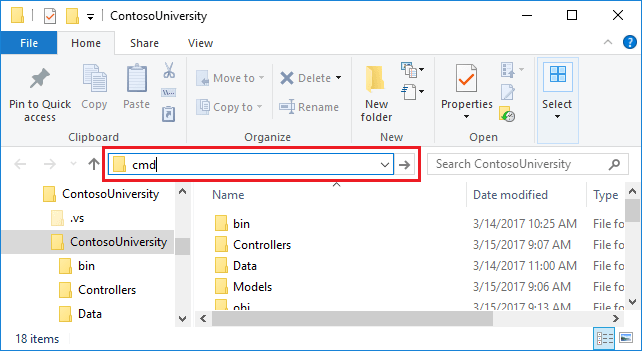 ContosoUniversity
File Home Share View
Pin to Quick access
Copy
Paste
Clipboard
Move to
Copy to
Delete
Rename
Organize
New folder
New
Properties
Open
Select
cmd
Search ContosoUniversity
ContosoUniversity
.vs
ContosoUniversity
bin
Controllers
Data
Name Date modified Type
bin 3/14/2017 10:25 AM File fo
Controllers 3/15/2017 9:07 AM File fo
Data 3/14/2017 11:00 AM File fo
Models 3/15/2017 9:06 AM File fo
obj 3/15/2017 9:13 AM File fo
18 items